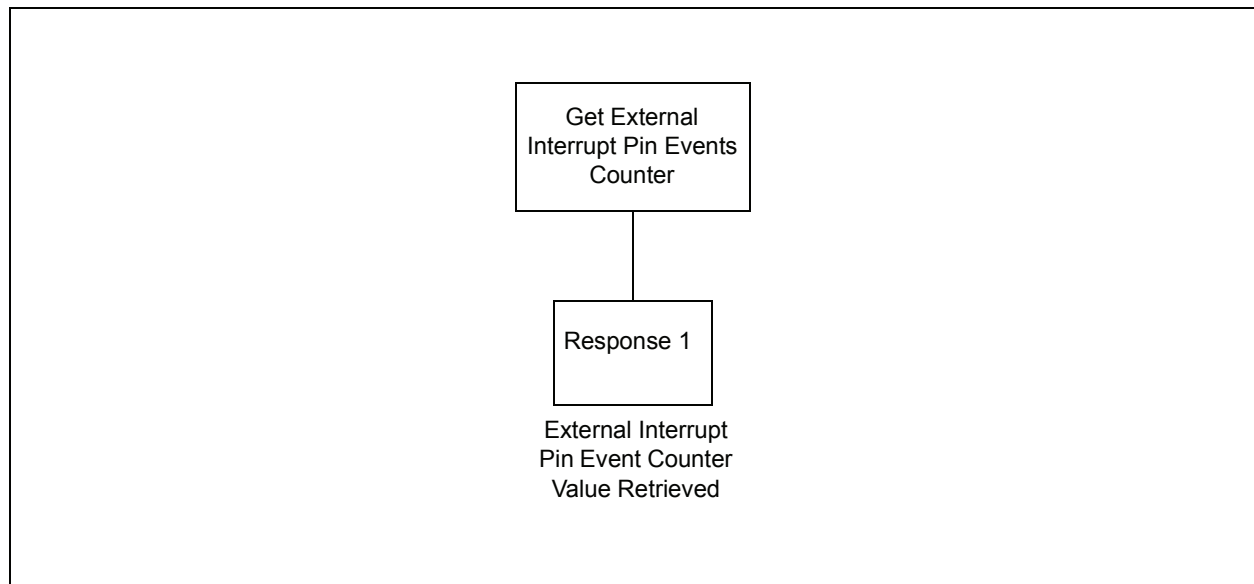 Get External
Interrupt Pin Events
Counter
Response 1
External Interrupt
Pin Event Counter
Value Retrieved